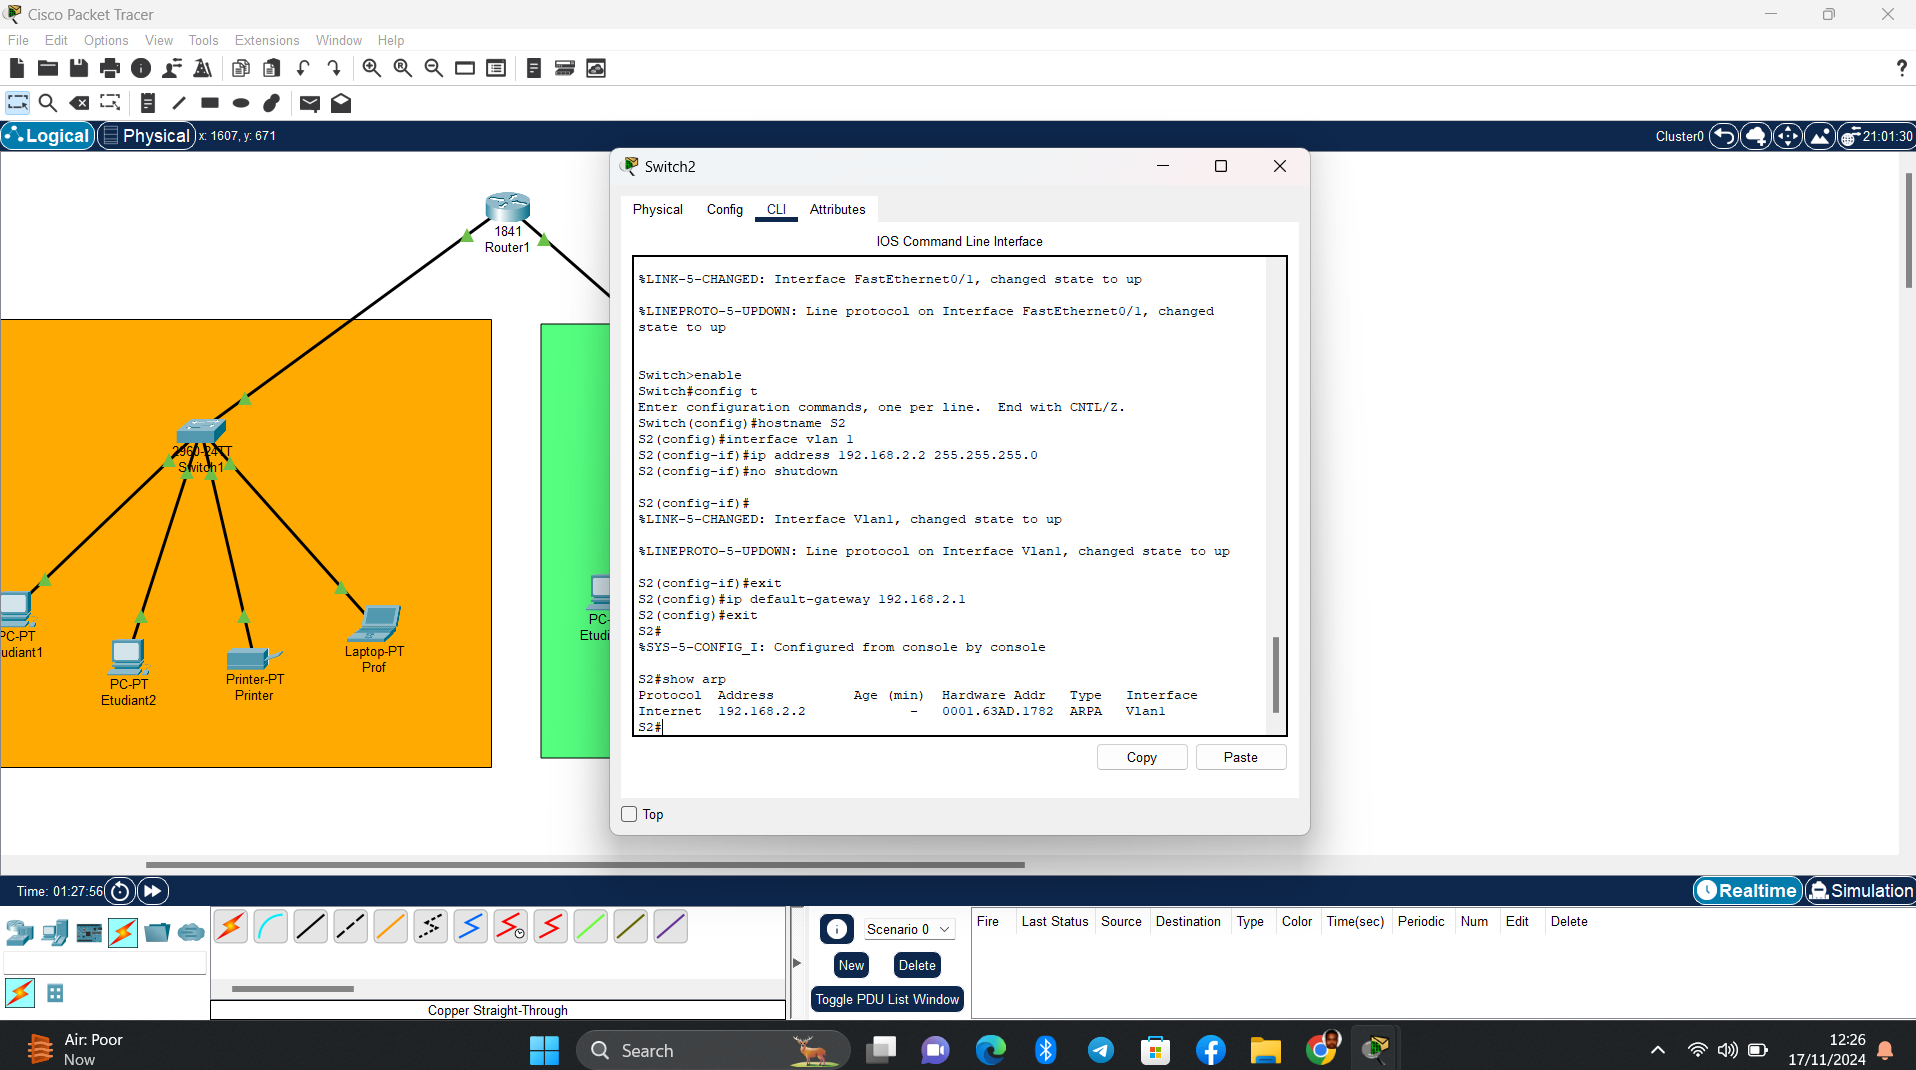 Cisco Packet Tracer
File Edit Options View Tools Extensions Window Help
?
Logical Physical x: 1607, y: 671
Cluster0 21:01:30
1841
Router1
2960-24TT
Switch1
PC-PT
udiant1
PC-PT
Etudiant2
Printer-PT
Printer
Laptop-PT
Prof
PC-
Etudi
Switch2
Physical Config CLI Attributes
IOS Command Line Interface
%LINK-5-CHANGED: Interface FastEthernet0/1, changed state to up
%LINEPROTO-5-UPDOWN: Line protocol on Interface FastEthernet0/1, changed
state to up
Switch>enable
Switch#config t
Enter configuration commands, one per line.  End with CNTL/Z.
Switch(config)#hostname S2
S2(config)#interface vlan 1
S2(config-if)#ip address 192.168.2.2 255.255.255.0
S2(config-if)#no shutdown
S2(config-if)#
%LINK-5-CHANGED: Interface Vlan1, changed state to up
%LINEPROTO-5-UPDOWN: Line protocol on Interface Vlan1, changed state to up
S2(config-if)#exit
S2(config)#ip default-gateway 192.168.2.1
S2(config)#exit
S2#
%SYS-5-CONFIG_I: Configured from console by console
S2#show arp
Protocol  Address          Age (min)  Hardware Addr   Type   Interface
Internet  192.168.2.2             -   0001.63AD.1782  ARPA   Vlan1
S2#
Copy Paste
Top
Time: 01:27:56
Realtime Simulation
Scenario 0
New Delete
Toggle PDU List Window
Fire Last Status Source Destination Type Color Time(sec) Periodic Num Edit Delete
Copper Straight-Through
Air: Poor
Now
Search
12:26
17/11/2024